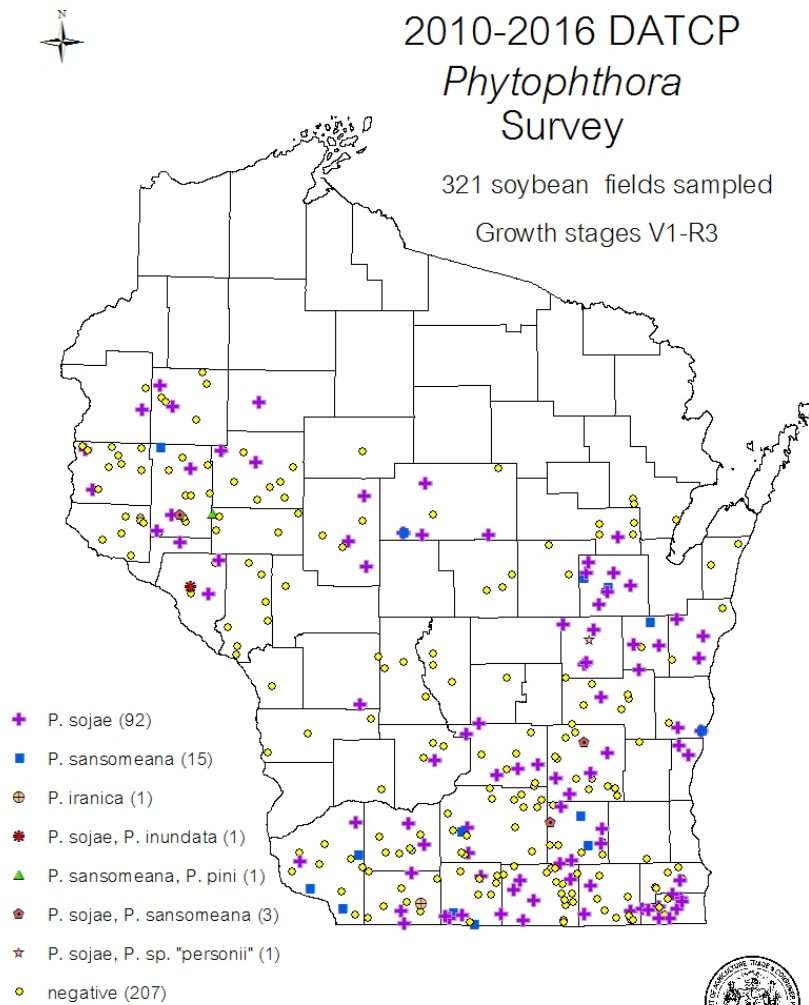 N
2010-2016 DATCP
Phytophthora
Survey
321 soybean fields sampled
Growth stages V1-R3
P. sojae (92)
P. sansomeana (15)
P. iranica (1)
P. sojae, P. inundata (1)
P. sansomeana, P. pini (1)
P. sojae, P. sansomeana (3)
P. sojae, P. sp. "personii" (1)
negative (207)